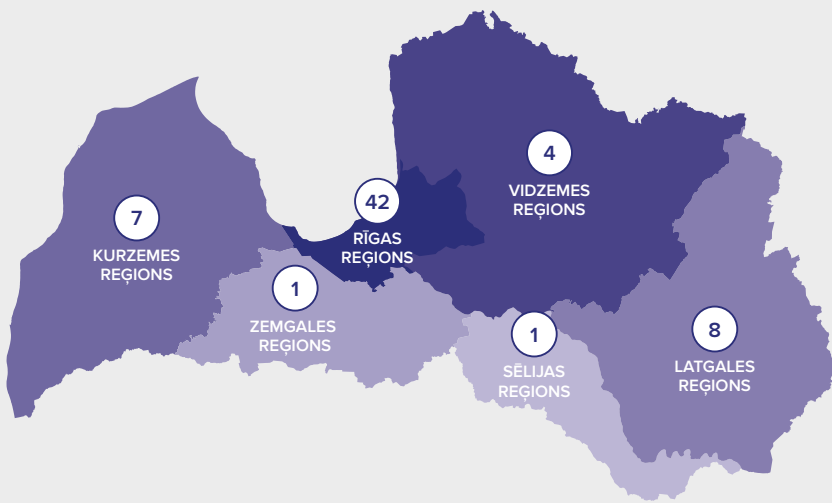 4
VIDZEMES
REĢIONS
42
RĪGAS
REĢIONS
7
KURZEMES
REĢIONS
1
ZEMGALES
REĢIONS
1
SĒLIJAS
REĢIONS
8
LATGALES
REĢIONS